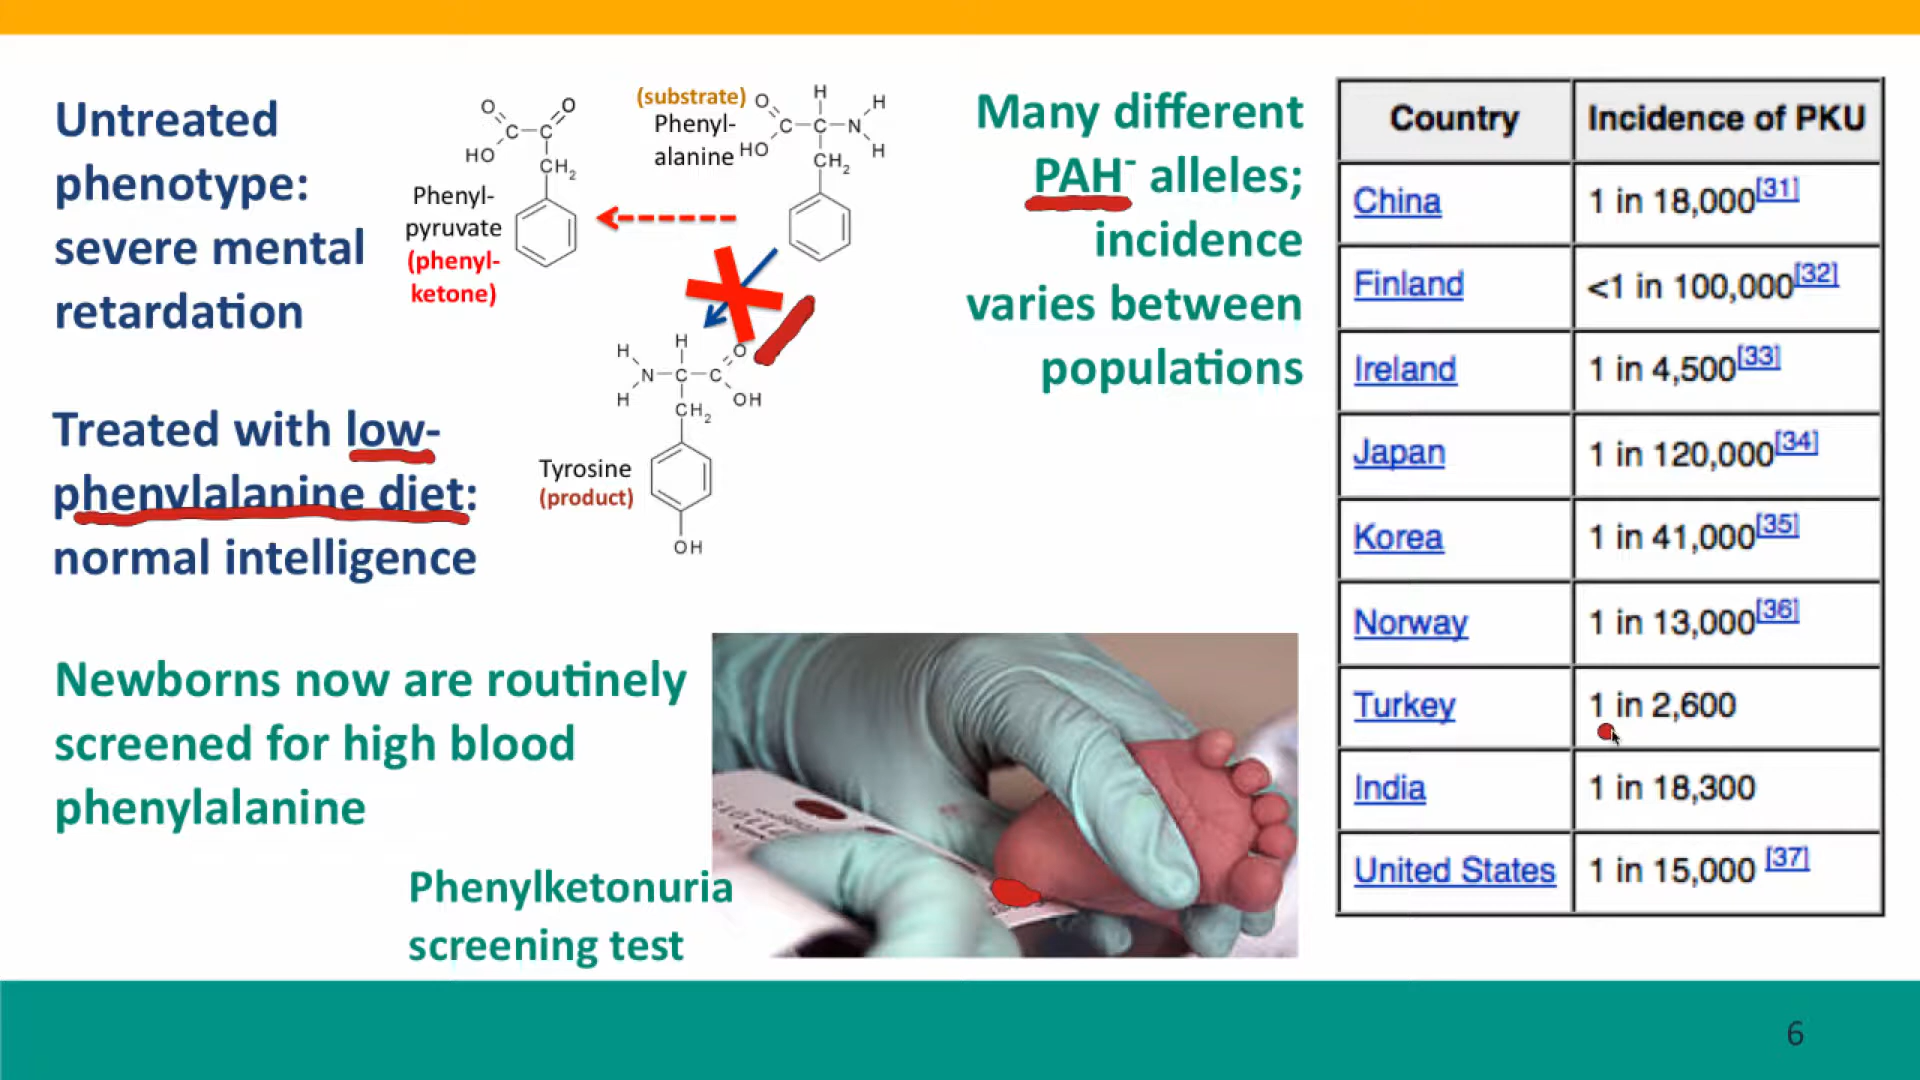 Untreated
phenotype:
severe mental
retardation
Treated with low-
phenylalanine diet:
normal intelligence
Newborns now are routinely
screened for high blood
phenylalanine
Phenylketonuria
screening test
(substrate)
Phenyl-
alanine
O
H
H
C
C
N
HO
H
CH2
O
O
C
C
HO
CH2
Phenyl-
pyruvate
(phenyl-
ketone)
H
H
O
N
C
C
H
OH
CH2
Tyrosine
(product)
OH
Many different
PAH- alleles;
incidence
varies between
populations
Country Incidence of PKU
China 1 in 18,000[31]
Finland <1 in 100,000[32]
Ireland 1 in 4,500[33]
Japan 1 in 120,000[34]
Korea 1 in 41,000[35]
Norway 1 in 13,000[36]
Turkey 1 in 2,600
India 1 in 18,300
United States 1 in 15,000 [37]
6